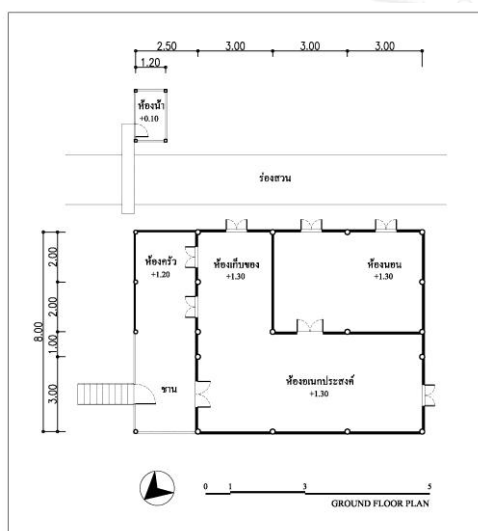 2.50 3.00 3.00 3.00
1.20
ห้องน้ำ
+0.10
ร่องสวน
ห้องครัว
+1.20
ห้องเก็บของ
+1.30
ห้องนอน
+1.30
2.00
2.00
1.00
3.00
8.00
ห้องอเนกประสงค์
+1.30
ชาน
0 1 3 5
GROUND FLOOR PLAN